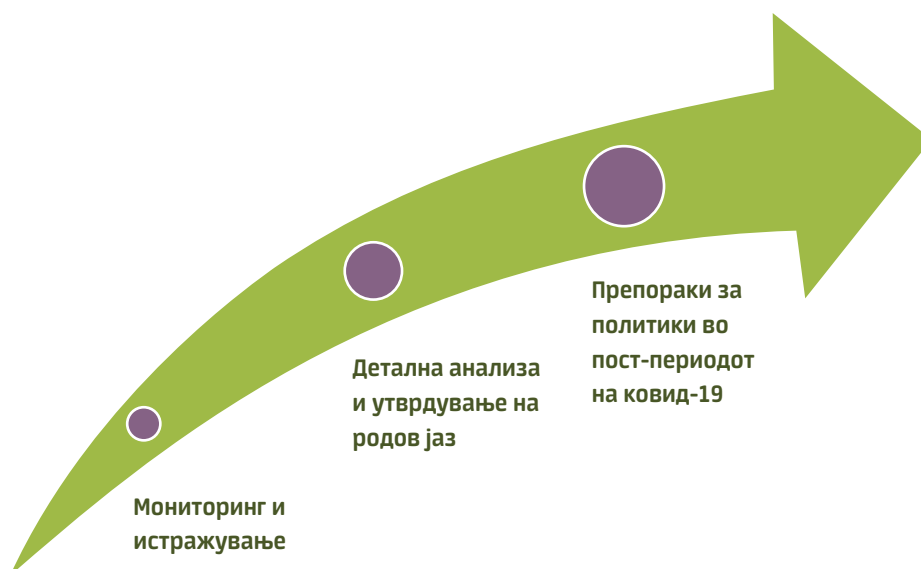 Мониторинг и
истражување
Детална анализа
и утврдување на
родов јаз
Препораки за
политики во
пост-периодот
на ковид-19